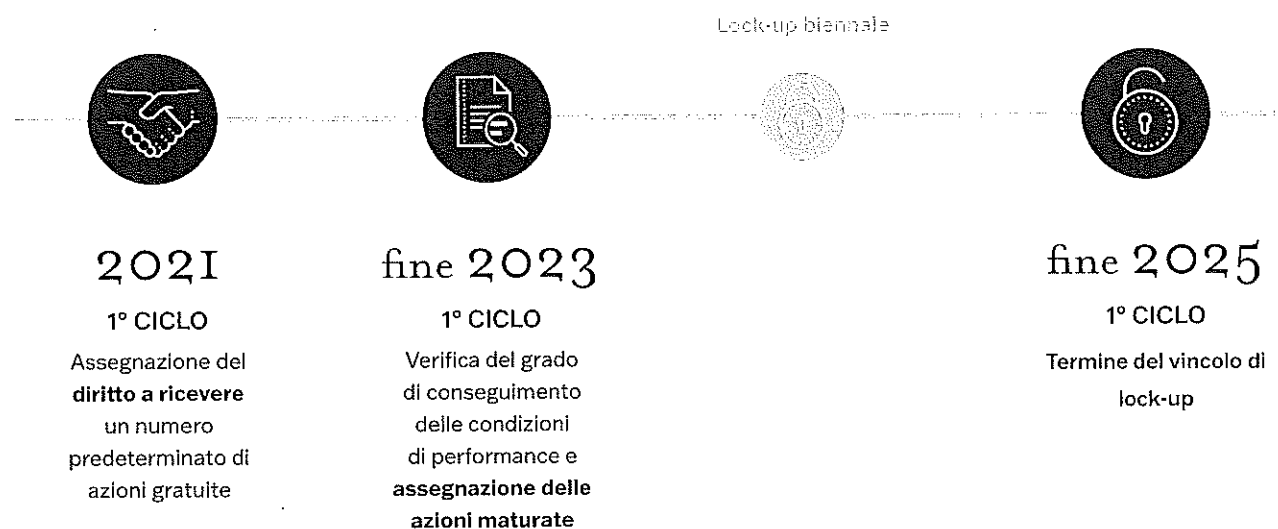 Lock-up biennale
2021
1° CICLO
Assegnazione del
diritto a ricevere
un numero
predeterminato di
azioni gratuite
fine 2023
1° CICLO
Verifica del grado
di conseguimento
delle condizioni
di performance e
assegnazione delle
azioni maturate
fine 2025
1° CICLO
Termine del vincolo di
lock-up